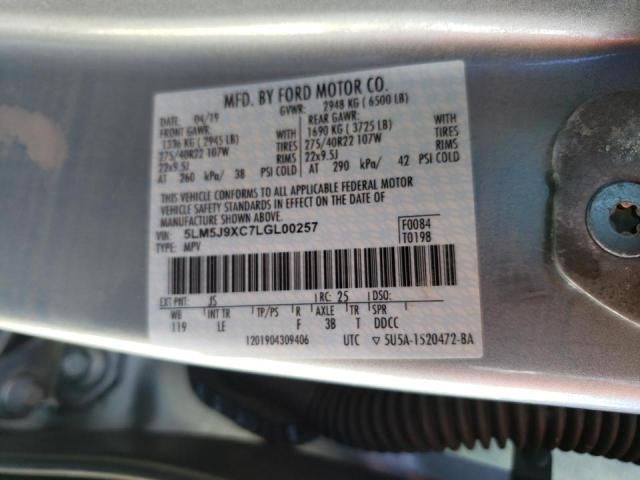 MFD. BY FORD MOTOR CO.
DATE: 04/19 GVWR: 2948 KG ( 6500 LB)
FRONT GAWR: REAR GAWR:
1336 KG ( 2945 LB) 1690 KG ( 3725 LB)
275/40R22 107W TIRES 275/40R22 107W TIRES
22x9.5J RIMS 22x9.5J RIMS
AT 260 kPa/ 38 PSI COLD AT 290 kPa/ 42 PSI COLD
THIS VEHICLE CONFORMS TO ALL APPLICABLE FEDERAL MOTOR
VEHICLE SAFETY STANDARDS IN EFFECT ON THE DATE OF
MANUFACTURE SHOWN ABOVE.
VIN: 5LM5J9XC7LGL00257 F0084
TYPE: MPV T0198
EXT PNT: JS RC: 25 DSO:
WB INT TR TP/PS R AXLE TR SPR
119 LE F 3B T DDCC
1201904309406 UTC ▽ 5U5A-1520472-BA